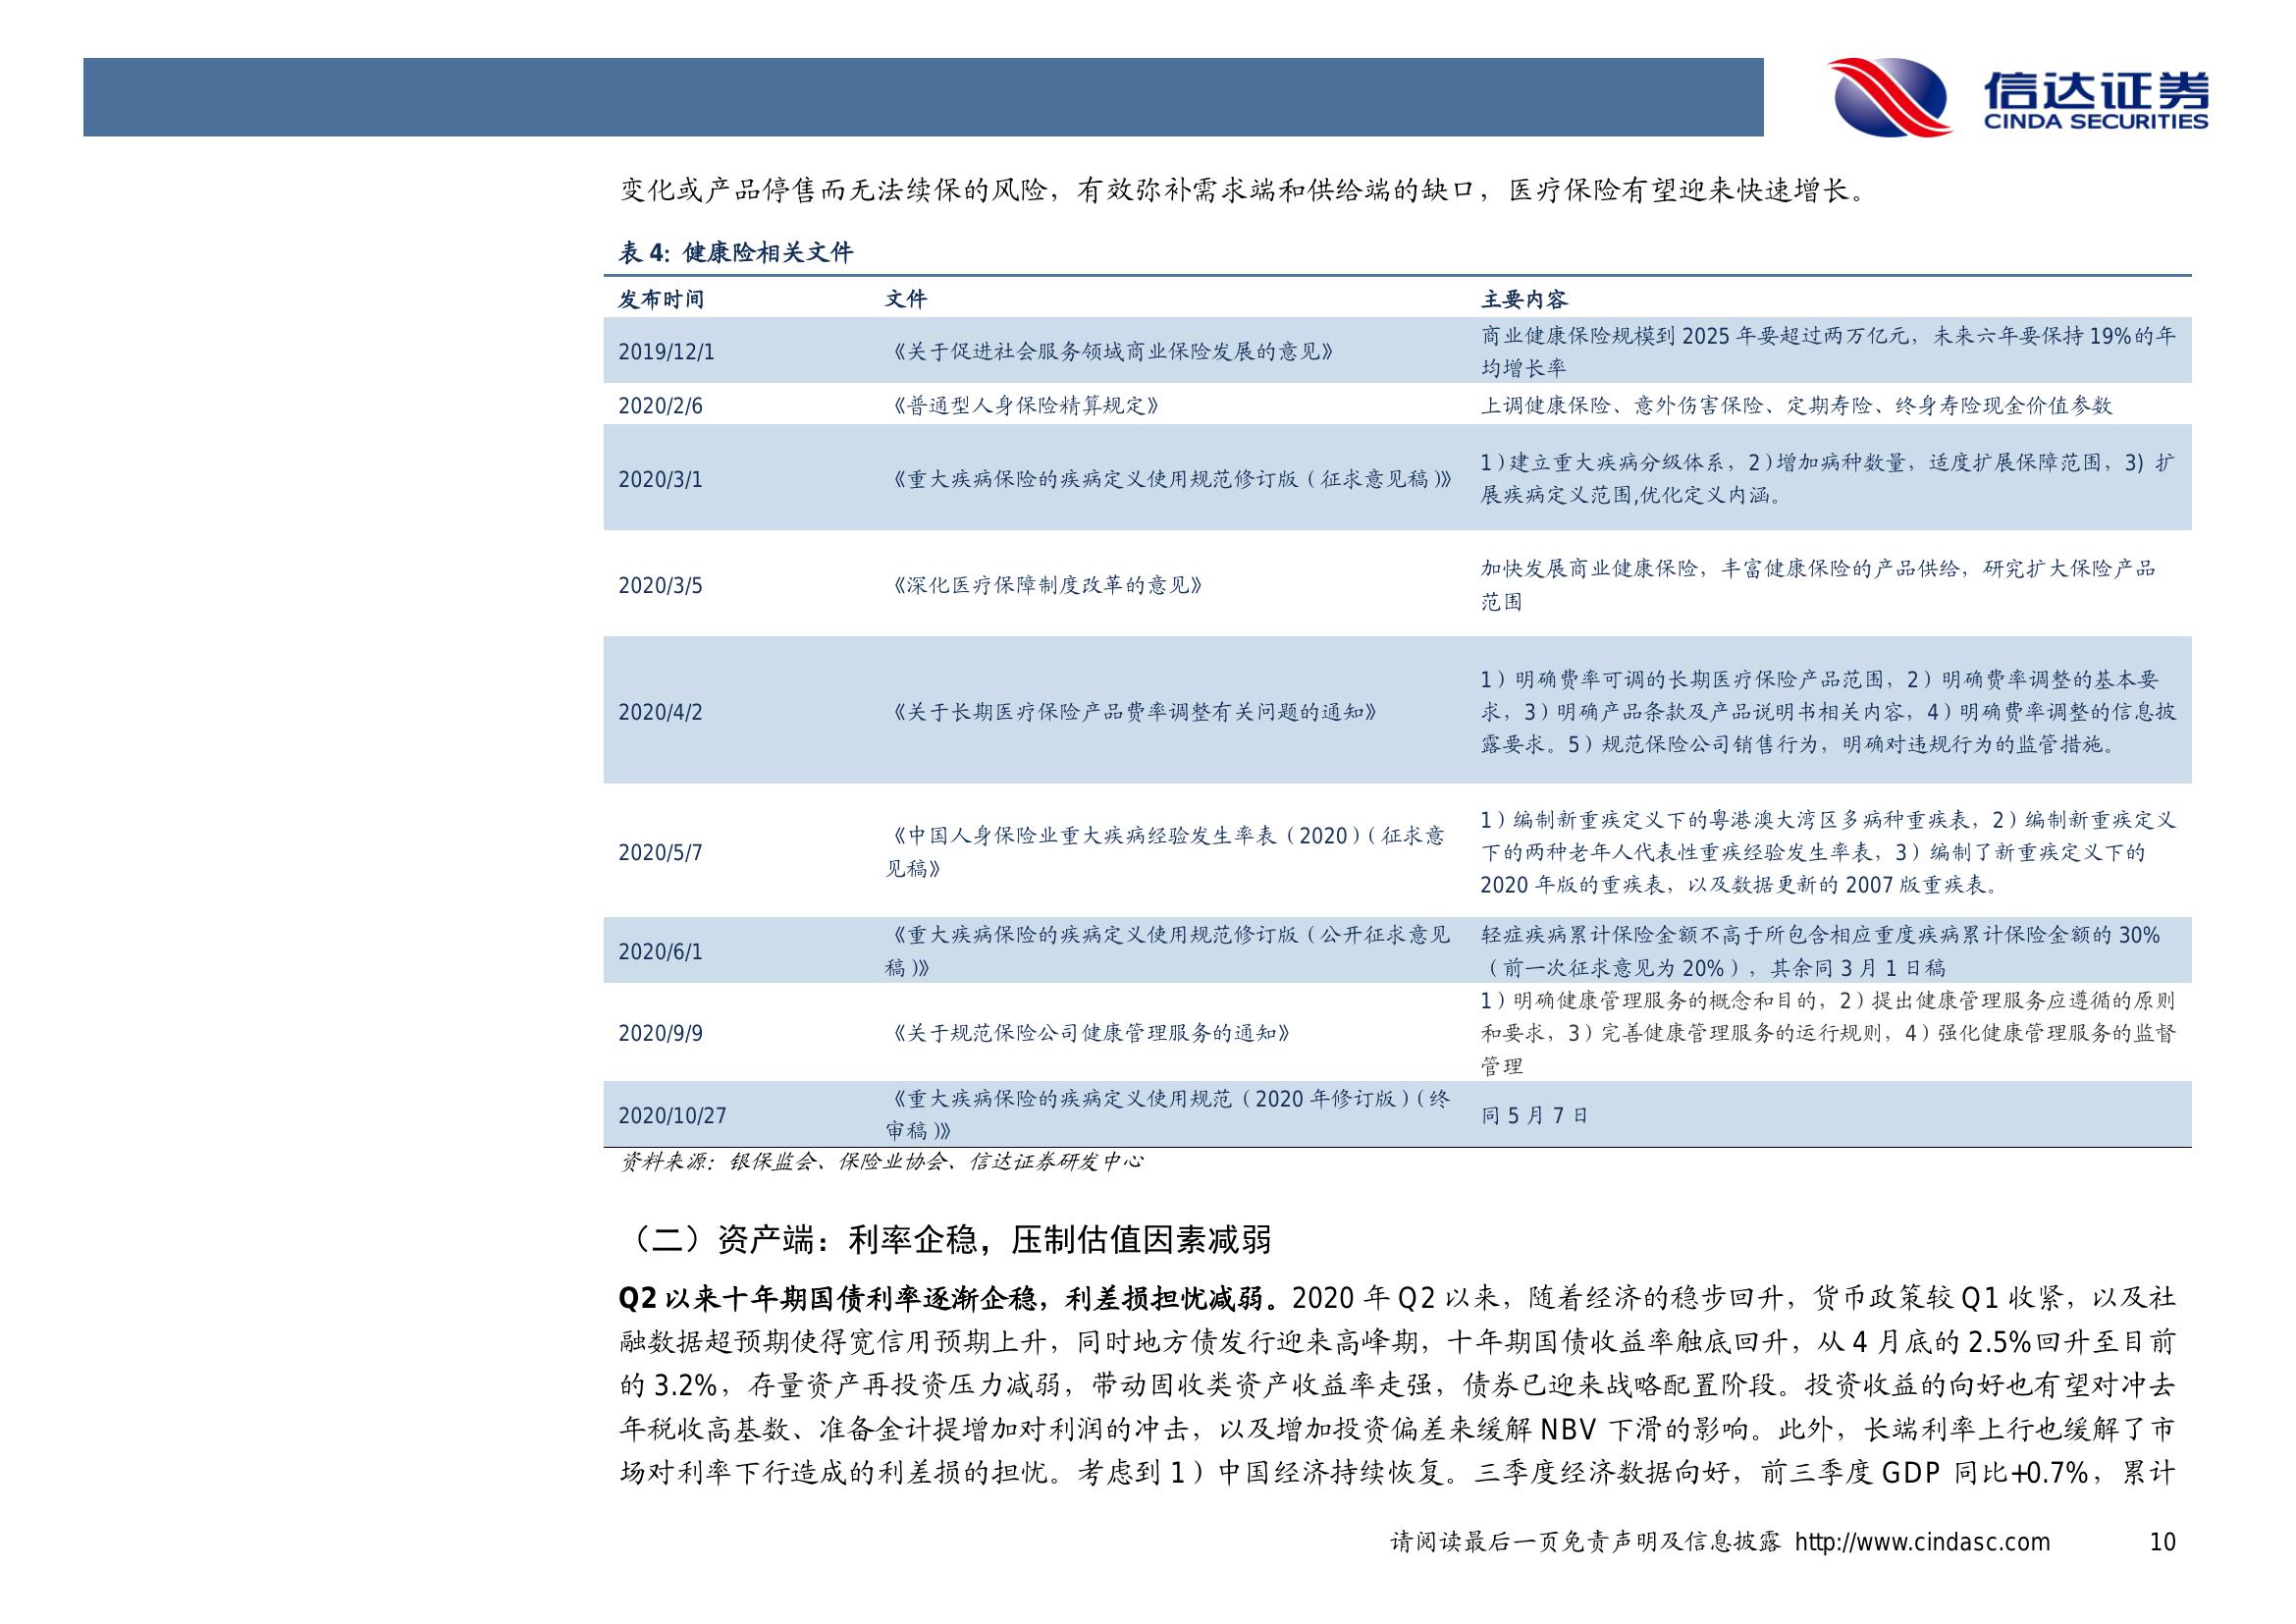 信达证券
CINDA SECURITIES
变化或产品停售而无法续保的风险，有效弥补需求端和供给端的缺口，医疗保险有望迎来快速增长。
表 4：健康险相关文件
发布时间 文件 主要内容
2019/12/1 《关于促进社会服务领域商业保险发展的意见》 商业健康保险规模到 2025 年要超过两万亿元，未来六年要保持 19%的年
均增长率
2020/2/6 《普通型人身保险精算规定》 上调健康保险、意外伤害保险、定期寿险、终身寿险现金价值参数
2020/3/1 《重大疾病保险的疾病定义使用规范修订版（征求意见稿)》 1)建立重大疾病分级体系，2)增加病种数量，适度扩展保障范围，3) 扩
展疾病定义范围,优化定义内涵。
2020/3/5 《深化医疗保障制度改革的意见》 加快发展商业健康保险，丰富健康保险的产品供给，研究扩大保险产品
范围
2020/4/2 《关于长期医疗保险产品费率调整有关问题的通知》 1）明确费率可调的长期医疗保险产品范围，2）明确费率调整的基本要
求，3）明确产品条款及产品说明书相关内容，4）明确费率调整的信息披
露要求。5）规范保险公司销售行为，明确对违规行为的监管措施。
2020/5/7 《中国人身保险业重大疾病经验发生率表（2020）（征求意
见稿》 1）编制新重疾定义下的粤港澳大湾区多病种重疾表，2）编制新重疾定义
下的两种老年人代表性重疾经验发生率表，3）编制了新重疾定义下的
2020 年版的重疾表，以及数据更新的 2007 版重疾表。
2020/6/1 《重大疾病保险的疾病定义使用规范修订版（公开征求意见
稿)》 轻症疾病累计保险金额不高于所包含相应重度疾病累计保险金额的 30%
（前一次征求意见为 20%），其余同 3 月 1 日稿
2020/9/9 《关于规范保险公司健康管理服务的通知》 1）明确健康管理服务的概念和目的，2）提出健康管理服务应遵循的原则
和要求，3）完善健康管理服务的运行规则，4）强化健康管理服务的监督
管理
2020/10/27 《重大疾病保险的疾病定义使用规范（2020 年修订版）（终
审稿)》 同 5 月 7 日
资料来源：银保监会、保险业协会、信达证券研发中心
（二）资产端：利率企稳，压制估值因素减弱
Q2 以来十年期国债利率逐渐企稳，利差损担忧减弱。2020 年 Q2 以来，随着经济的稳步回升，货币政策较 Q1 收紧，以及社
融数据超预期使得宽信用预期上升，同时地方债发行迎来高峰期，十年期国债收益率触底回升，从 4 月底的 2.5%回升至目前
的 3.2%，存量资产再投资压力减弱，带动固收类资产收益率走强，债券已迎来战略配置阶段。投资收益的向好也有望对冲去
年税收高基数、准备金计提增加对利润的冲击，以及增加投资偏差来缓解 NBV 下滑的影响。此外，长端利率上行也缓解了市
场对利率下行造成的利差损的担忧。考虑到 1）中国经济持续恢复。三季度经济数据向好，前三季度 GDP 同比+0.7%，累计
请阅读最后一页免责声明及信息披露 http://www.cindasc.com 10